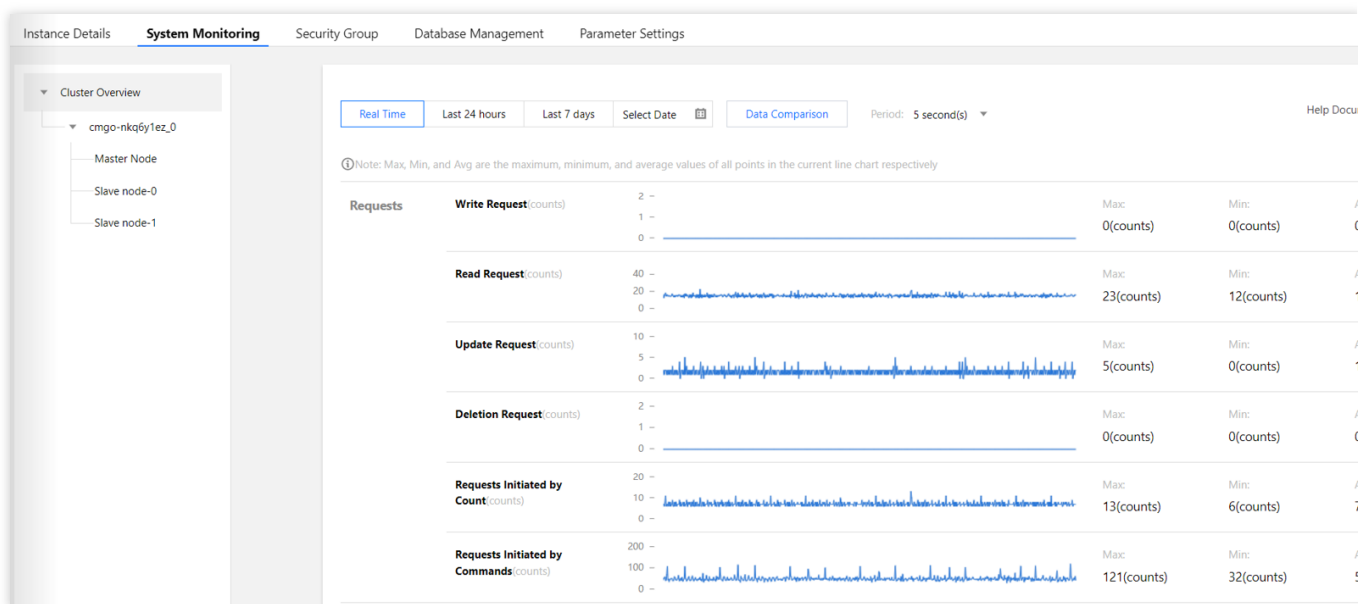 Instance Details System Monitoring Security Group Database Management Parameter Settings
Cluster Overview
cmgo-nkq6y1ez_0
Master Node
Slave node-0
Slave node-1
Real Time Last 24 hours Last 7 days Select Date Data Comparison Period: 5 second(s) Help
Note: Max, Min, and Avg are the maximum, minimum, and average values of all points in the current line chart respectively
Requests
Write Request(counts)
2
1
0
Max: Min:
0(counts) 0(counts)
Read Request(counts)
40
20
0
Max: Min:
23(counts) 12(counts)
Update Request(counts)
10
5
0
Max: Min:
5(counts) 0(counts)
Deletion Request(counts)
2
1
0
Max: Min:
0(counts) 0(counts)
Requests Initiated by
Count(counts)
20
10
0
Max: Min:
13(counts) 6(counts)
Requests Initiated by
Commands(counts)
200
100
0
Max: Min:
121(counts) 32(counts)